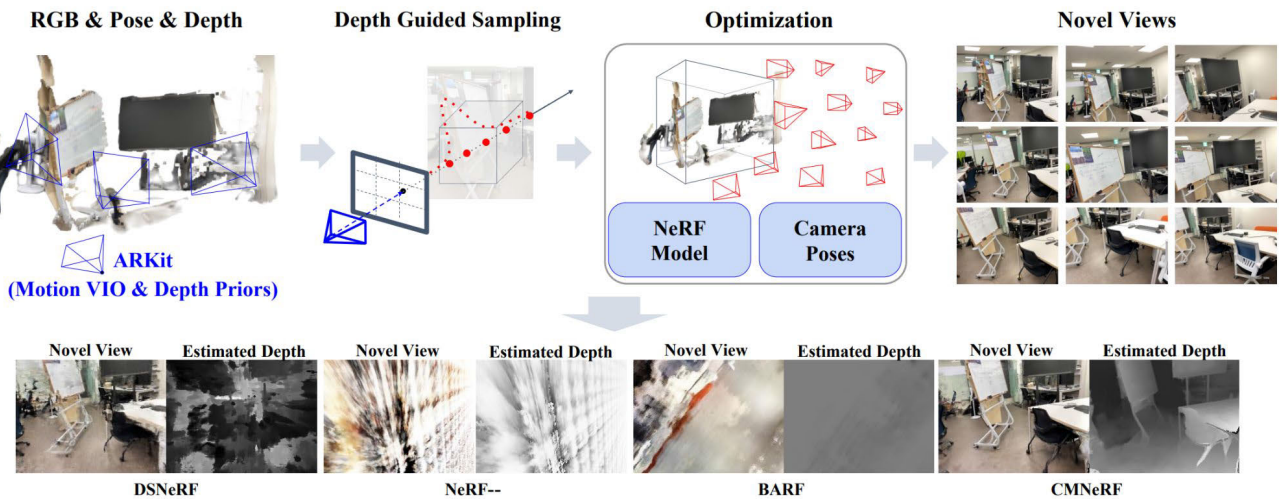 RGB & Pose & Depth
Depth Guided Sampling
Optimization
Novel Views
ARKit
(Motion VIO & Depth Priors)
NeRF
Model
Camera
Poses
Novel View
Estimated Depth
Novel View
Estimated Depth
Novel View
Estimated Depth
Novel View
Estimated Depth
DSNeRF
NeRF--
BARF
CMNeRF